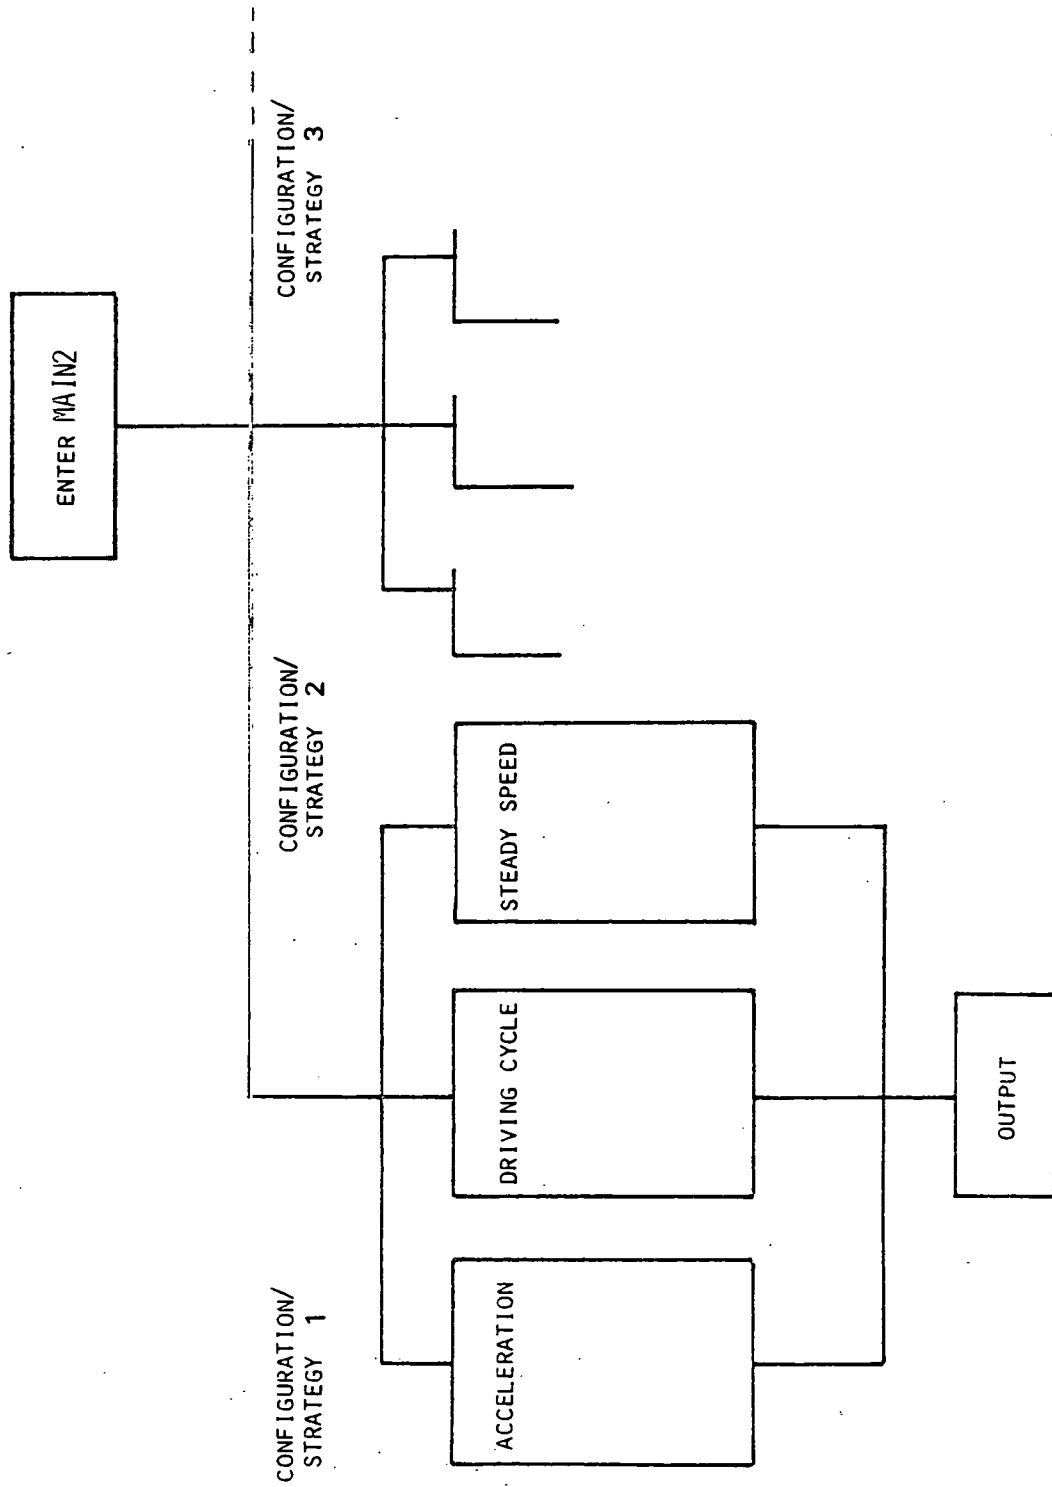 ENTER MAIN2
CONFIGURATION/
STRATEGY 1
CONFIGURATION/
STRATEGY 2
CONFIGURATION/
STRATEGY 3
ACCELERATION
DRIVING CYCLE
STEADY SPEED
OUTPUT